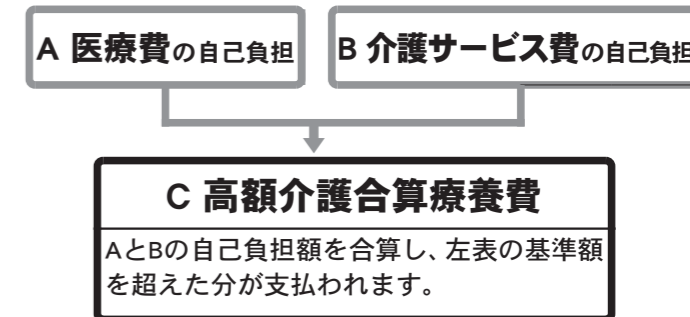 A 医療費の自己負担
B 介護サービス費の自己負担
C 高額介護合算療養費
AとBの自己負担額を合算し、左表の基準額
を超えた分が支払われます。